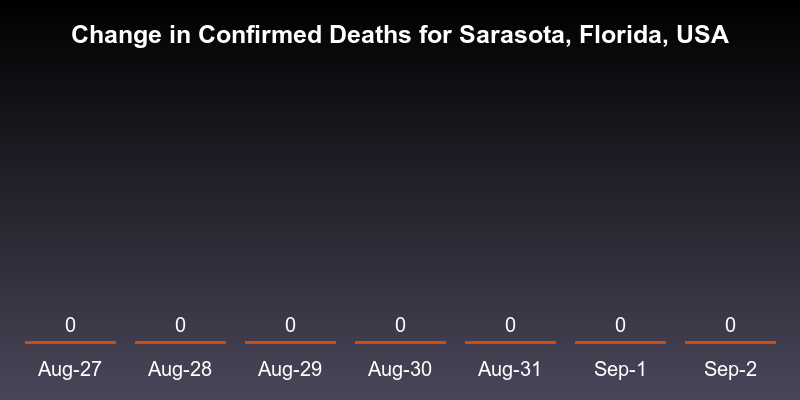 Change in Confirmed Deaths for Sarasota, Florida, USA
0 0 0 0 0 0 0
Aug-27 Aug-28 Aug-29 Aug-30 Aug-31 Sep-1 Sep-2